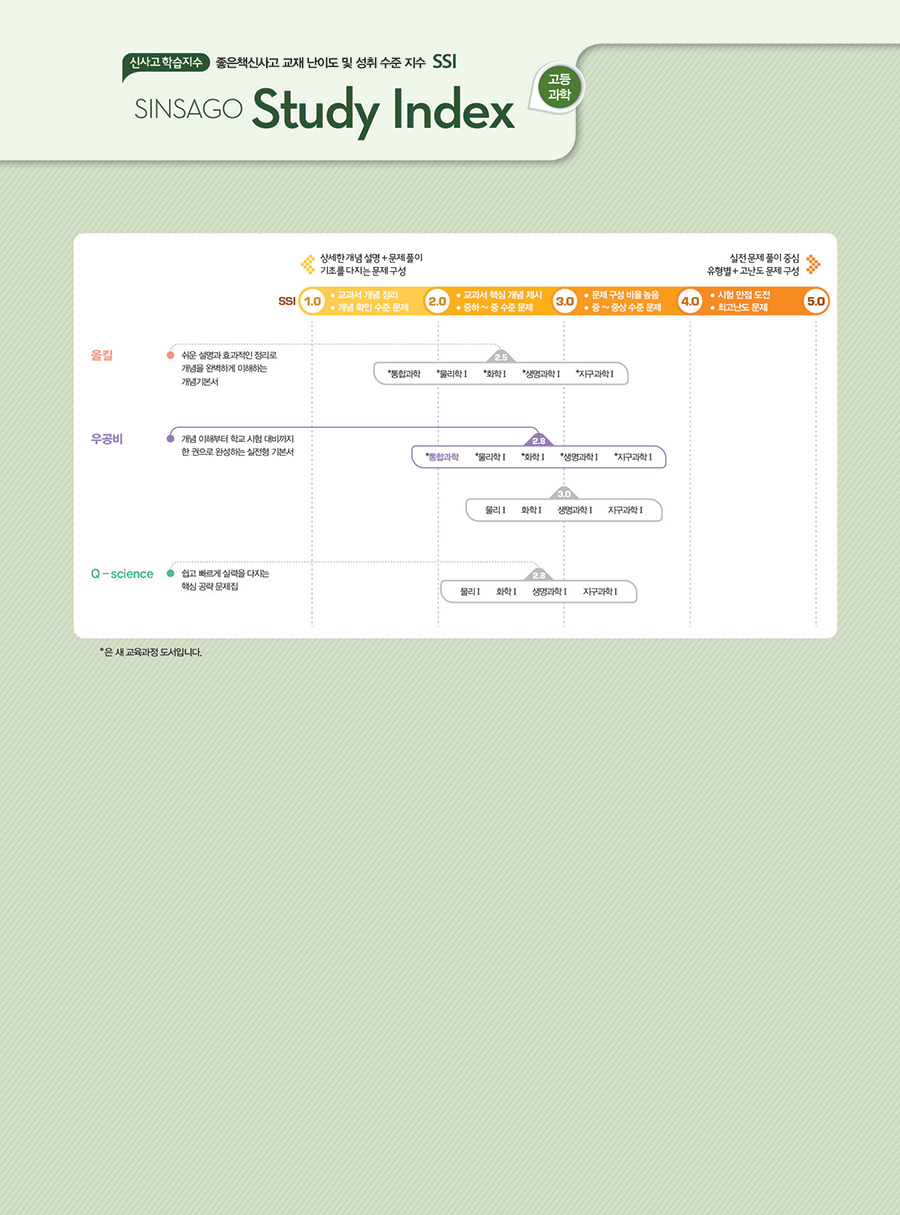 신사고 학습지수 좋은책신사고 교재 난이도 및 성취 수준 지수 SSI
SINSAGO Study Index
고등
과학
상세한 개념 설명 + 문제 풀이
기초를 다지는 문제 구성
실전 문제 풀이 중심
유형별 + 고난도 문제 구성
SSI 1.0 • 교과서 개념 정리 2.0 • 교과서 핵심 개념 제시 3.0 • 문제 구성 비율 높음 4.0 • 시험 만점 도전 5.0
• 개념 확인 수준 문제 • 중하 ~ 중 수준 문제 • 중 ~ 중상 수준 문제 • 최고난도 문제
올킬
쉬운 설명과 효과적인 정리로
개념을 완벽하게 이해하는
개념기본서
2.5
*통합과학 *물리학 I *화학 I *생명과학 I *지구과학 I
우공비
개념 이해부터 학교 시험 대비까지
한 권으로 완성하는 실전형 기본서
2.8
*통합과학 *물리학 I *화학 I *생명과학 I *지구과학 I
3.0
물리 I 화학 I 생명과학 I 지구과학 I
Q – science
쉽고 빠르게 실력을 다지는
핵심 공략 문제집
2.8
물리 I 화학 I 생명과학 I 지구과학 I
*은 새 교육과정 도서입니다.